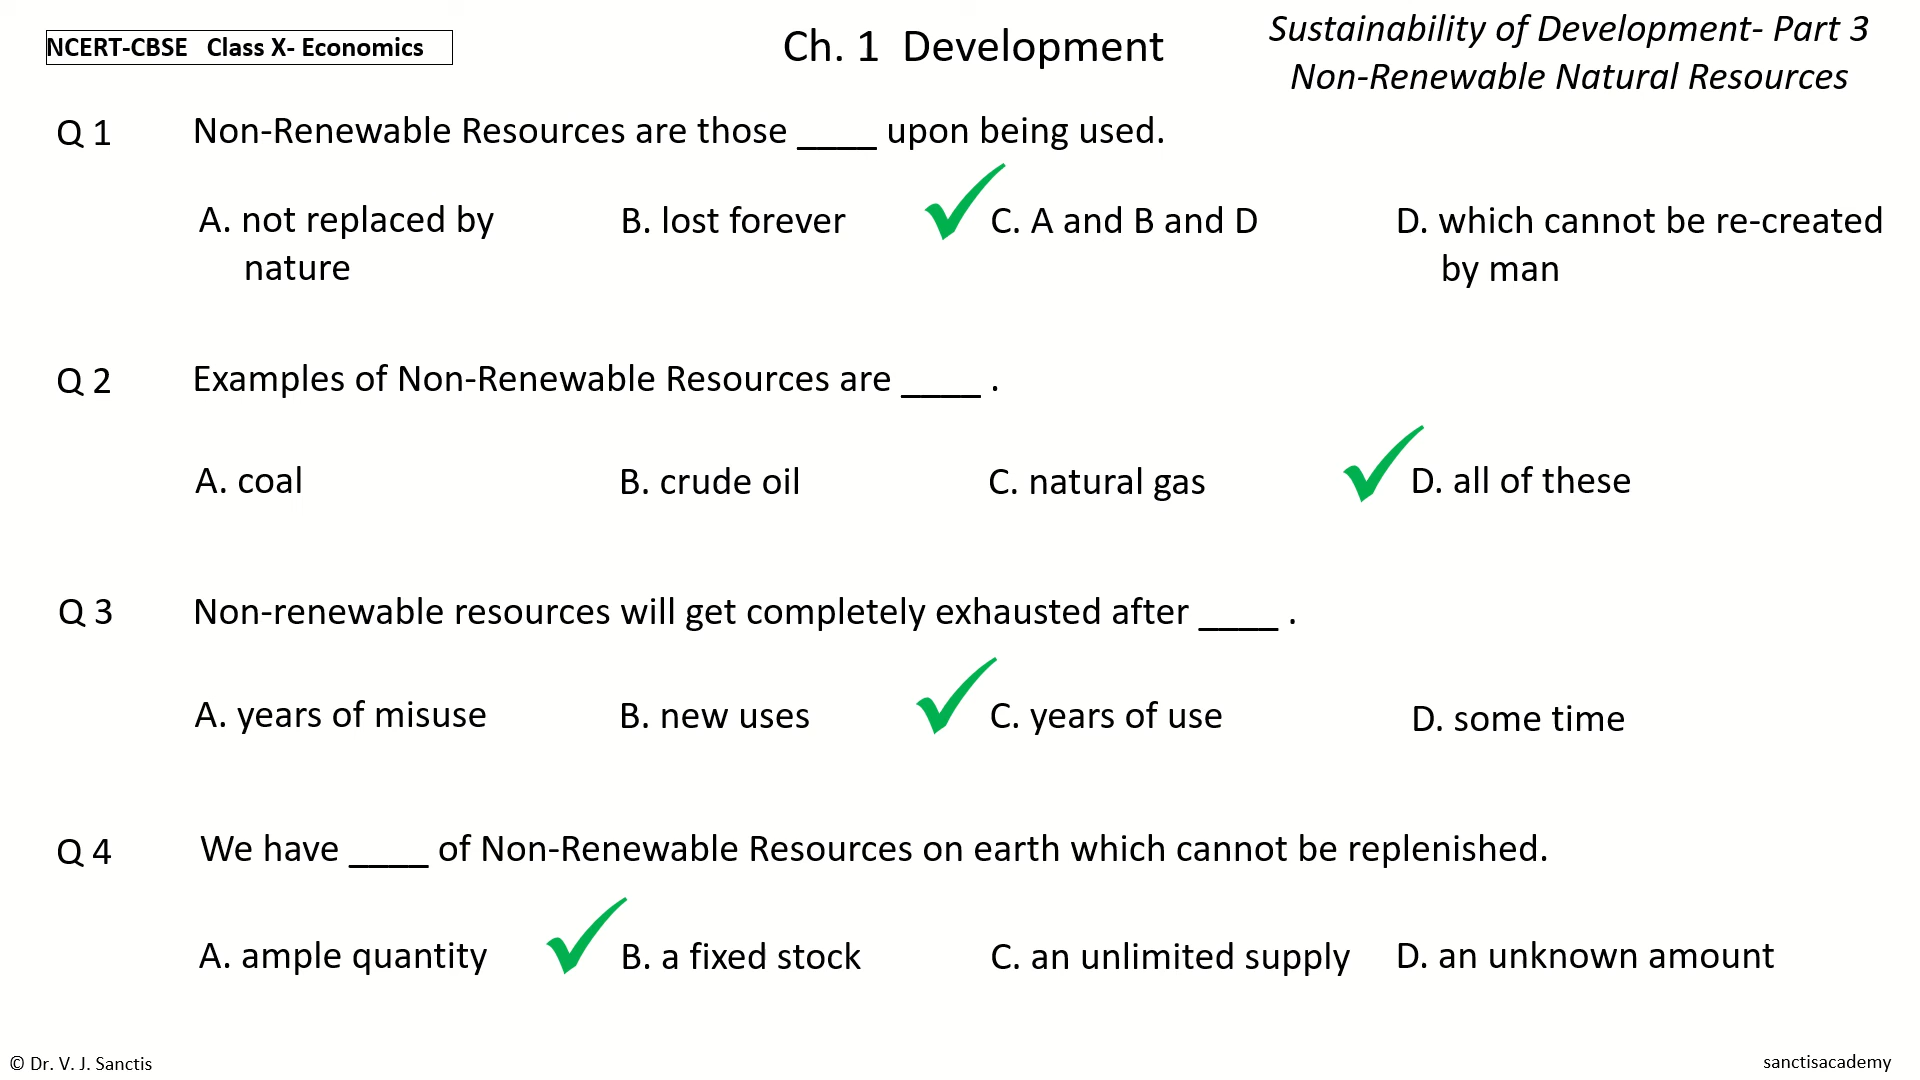 NCERT-CBSE Class X- Economics
Ch. 1 Development
Sustainability of Development- Part 3
Non-Renewable Natural Resources
Q 1 Non-Renewable Resources are those ____ upon being used.
A. not replaced by nature
B. lost forever
C. A and B and D
D. which cannot be re-created by man
Q 2 Examples of Non-Renewable Resources are ____ .
A. coal
B. crude oil
C. natural gas
D. all of these
Q 3 Non-renewable resources will get completely exhausted after ____ .
A. years of misuse
B. new uses
C. years of use
D. some time
Q 4 We have ____ of Non-Renewable Resources on earth which cannot be replenished.
A. ample quantity
B. a fixed stock
C. an unlimited supply
D. an unknown amount
© Dr. V. J. Sanctis
sanctisacademy